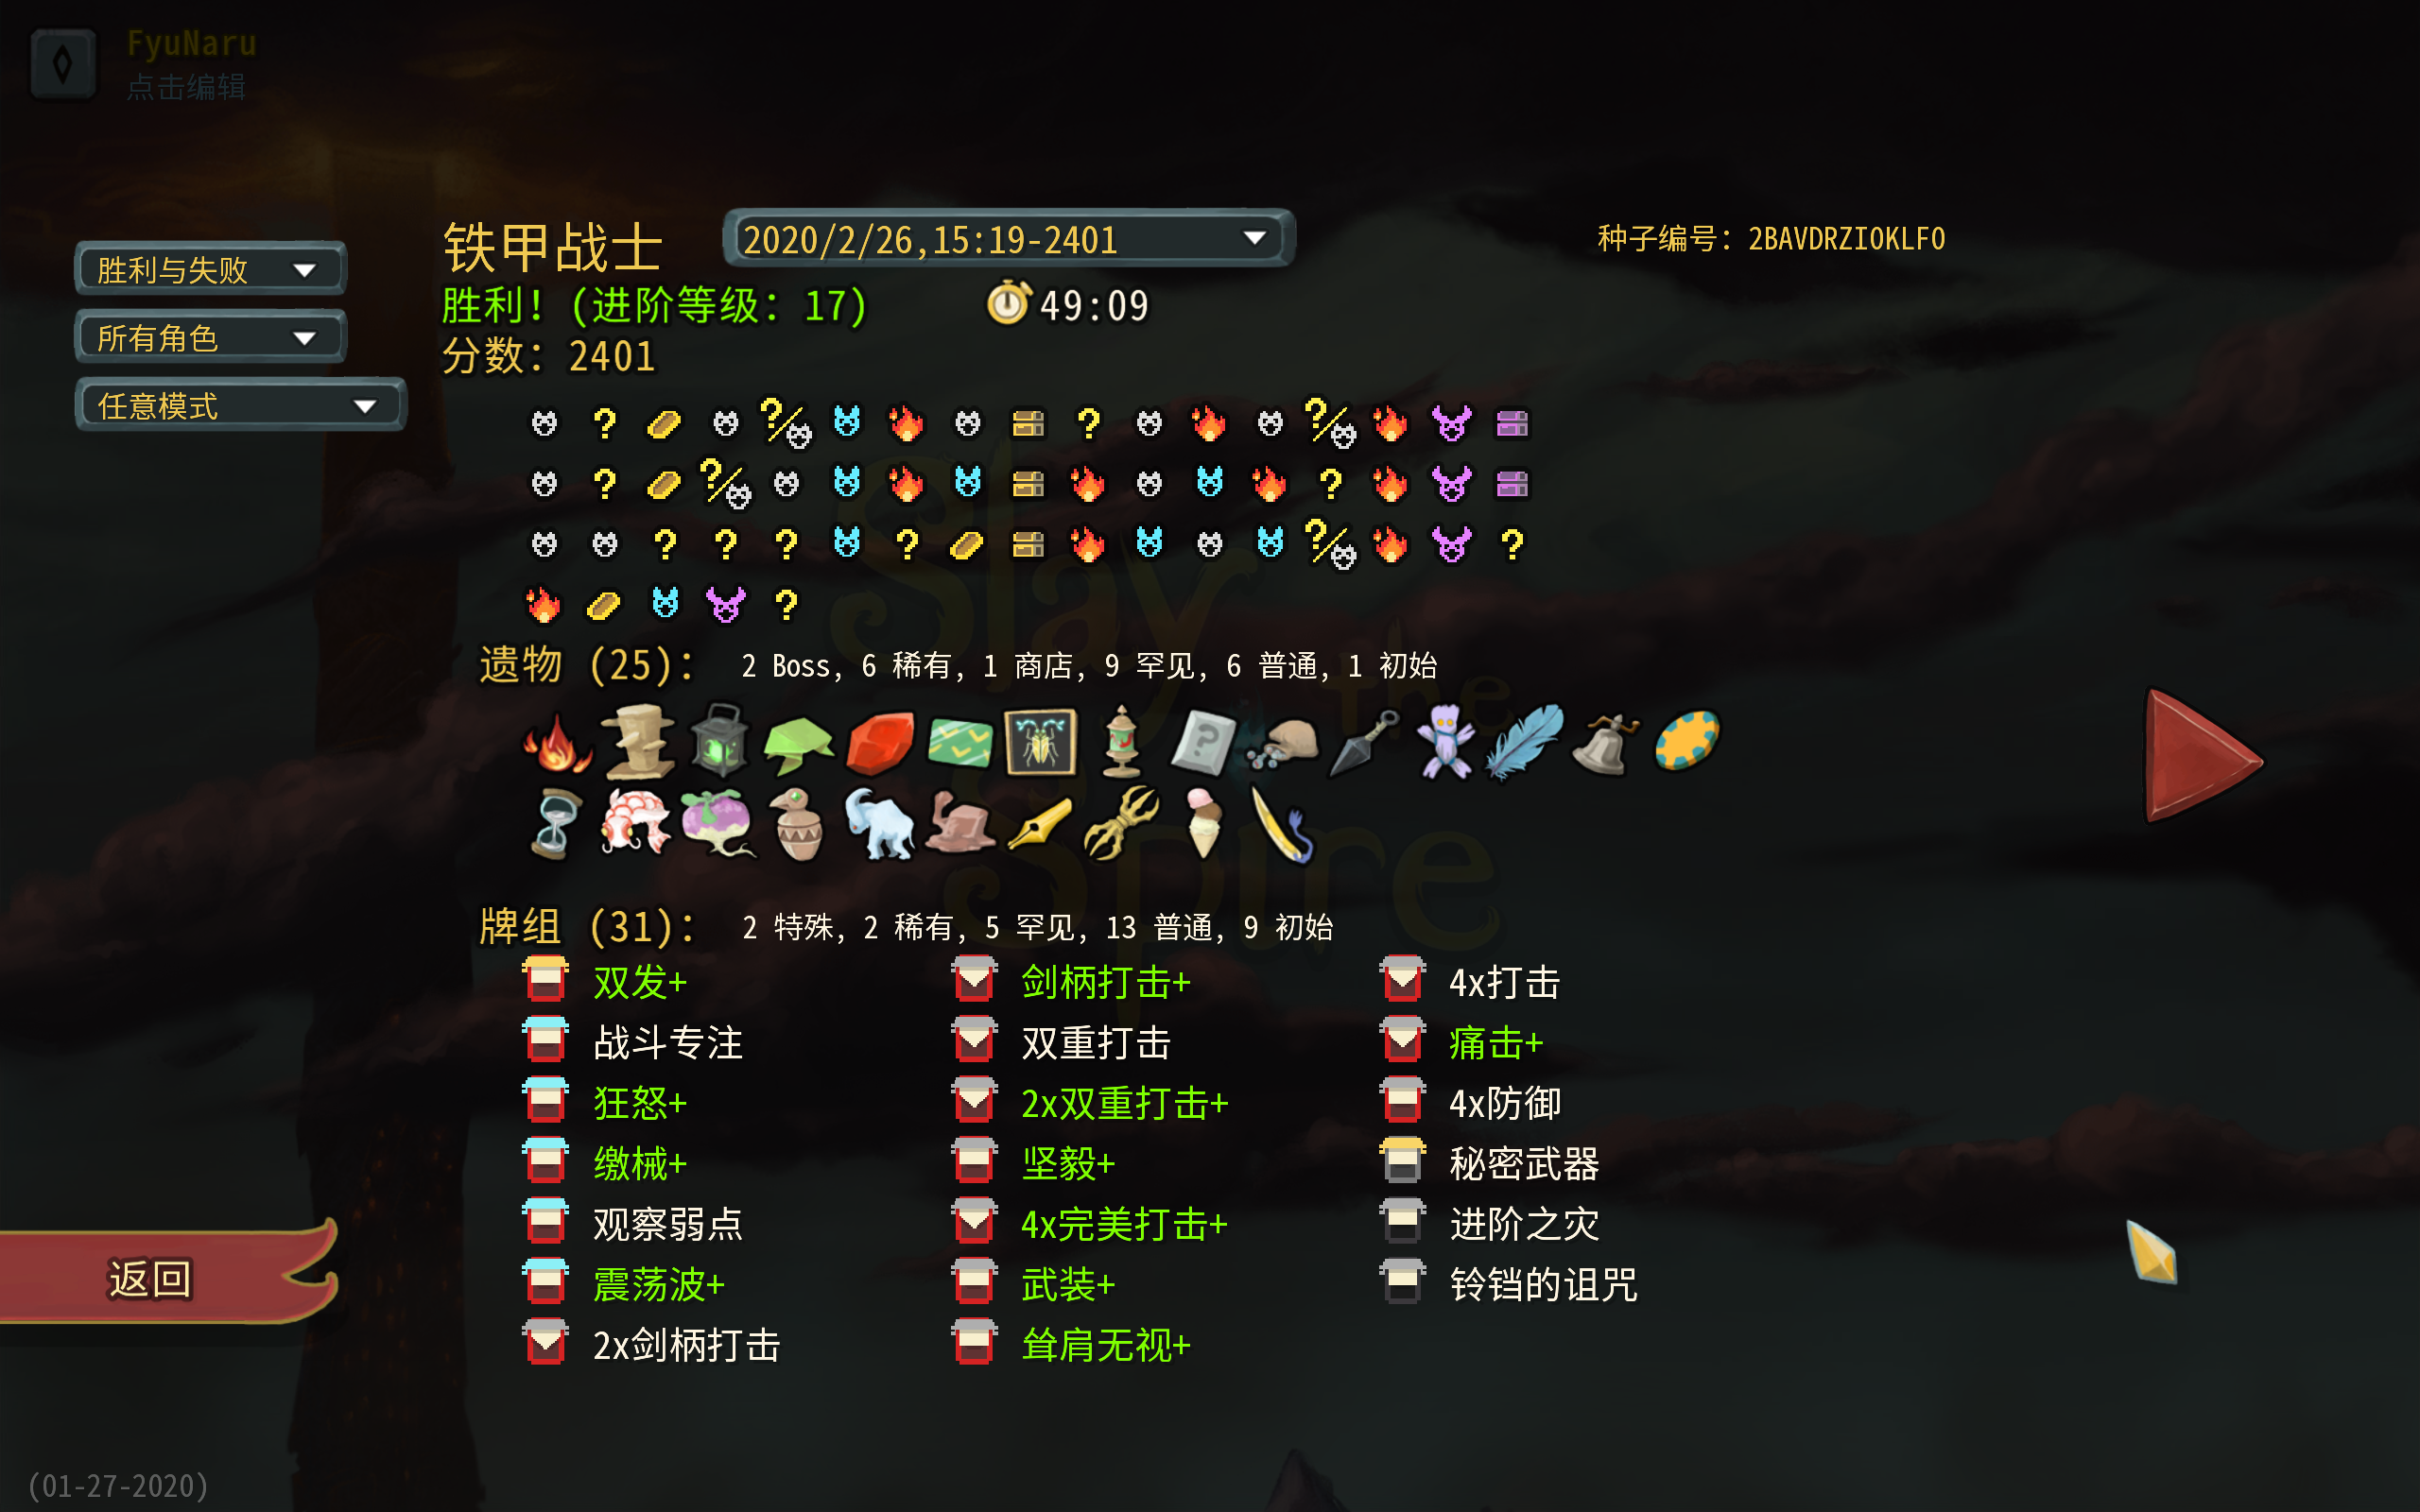 FyuNaru
点击编辑
胜利与失败
所有角色
任意模式
铁甲战士
2020/2/26,15:19-2401
种子编号: 2BAVDRZIOKLFO
胜利! (进阶等级: 17)
49:09
分数: 2401
遗物 (25):
2 Boss, 6 稀有, 1 商店, 9 罕见, 6 普通, 1 初始
牌组 (31):
2 特殊, 2 稀有, 5 罕见, 13 普通, 9 初始
双发+
战斗专注
狂怒+
缴械+
观察弱点
震荡波+
2x剑柄打击
剑柄打击+
双重打击
2x双重打击+
坚毅+
4x完美打击+
武装+
耸肩无视+
4x打击
痛击+
4x防御
秘密武器
进阶之灾
铃铛的诅咒
返回
Slay
the
Spire
(01-27-2020)